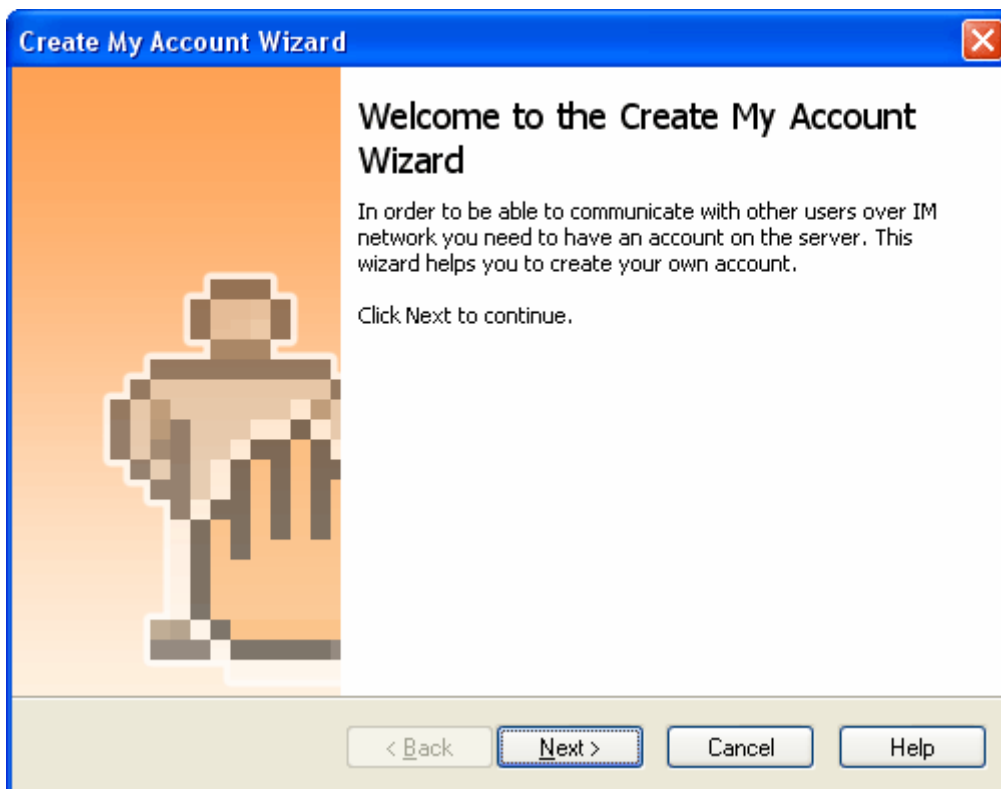 Create My Account Wizard
Welcome to the Create My Account
Wizard
In order to be able to communicate with other users over IM
network you need to have an account on the server. This
wizard helps you to create your own account.
Click Next to continue.
< Back
Next >
Cancel
Help